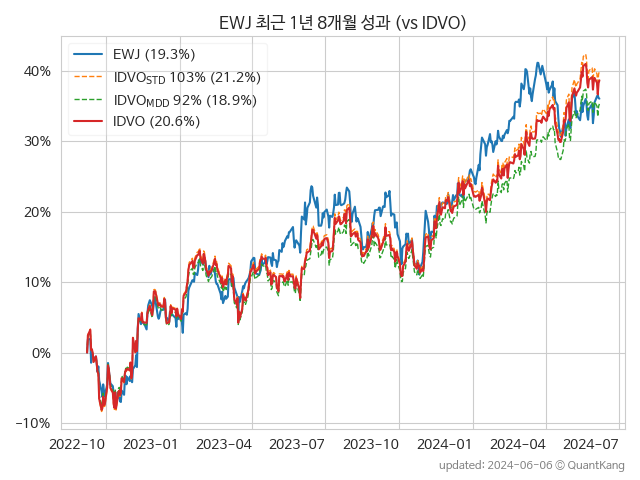 EWJ 최근 1년 8개월 성과 (vs IDVO)
EWJ (19.3%)
IDVO_STD 103% (21.2%)
IDVO_MDD 92% (18.9%)
IDVO (20.6%)
40%
30%
20%
10%
0%
−10%
2022-10 2023-01 2023-04 2023-07 2023-10 2024-01 2024-04 2024-07
updated: 2024-06-06 © QuantKang